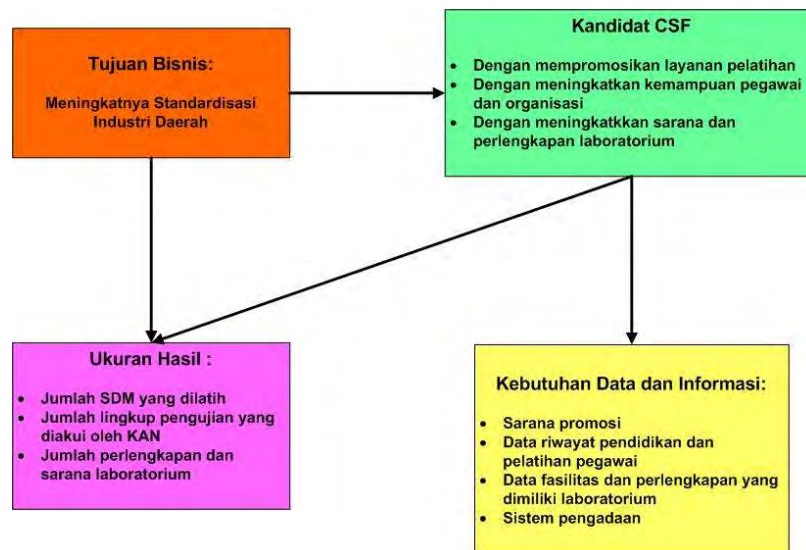 Tujuan Bisnis:
Meningkatnya Standardisasi
Industri Daerah
Kandidat CSF
• Dengan mempromosikan layanan pelatihan
• Dengan meningkatkan kemampuan pegawai
dan organisasi
• Dengan meningkatkkan sarana dan
perlengkapan laboratorium
Ukuran Hasil :
• Jumlah SDM yang dilatih
• Jumlah lingkup pengujian yang
diakui oleh KAN
• Jumlah perlengkapan dan
sarana laboratorium
Kebutuhan Data dan Informasi:
• Sarana promosi
• Data riwayat pendidikan dan
pelatihan pegawai
• Data fasilitas dan perlengkapan yang
dimiliki laboratorium
• Sistem pengadaan